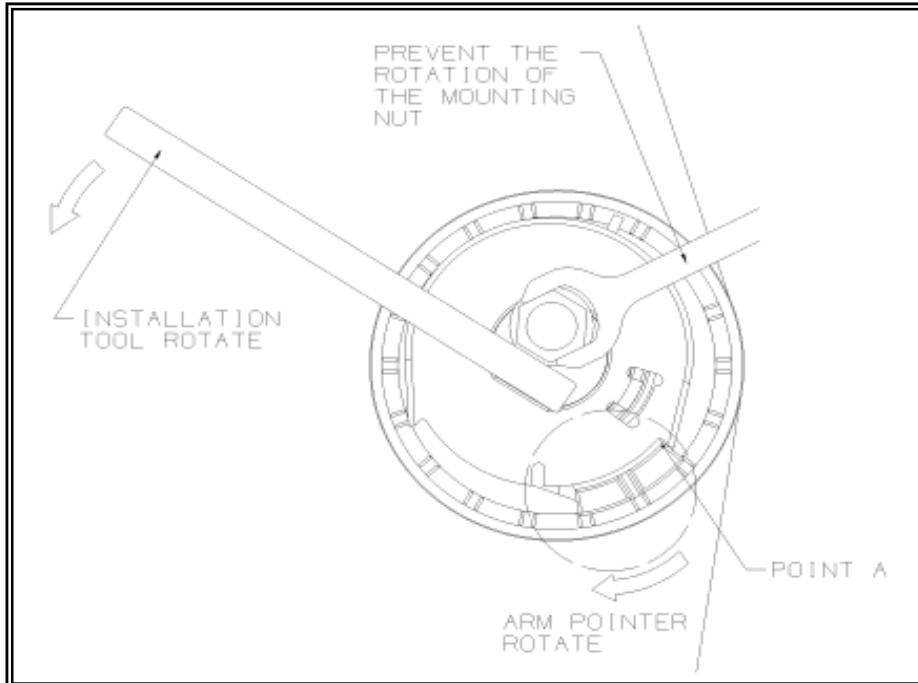 PREVENT THE
ROTATION OF
THE MOUNTING
NUT
INSTALLATION
TOOL ROTATE
POINT A
ARM POINTER
ROTATE